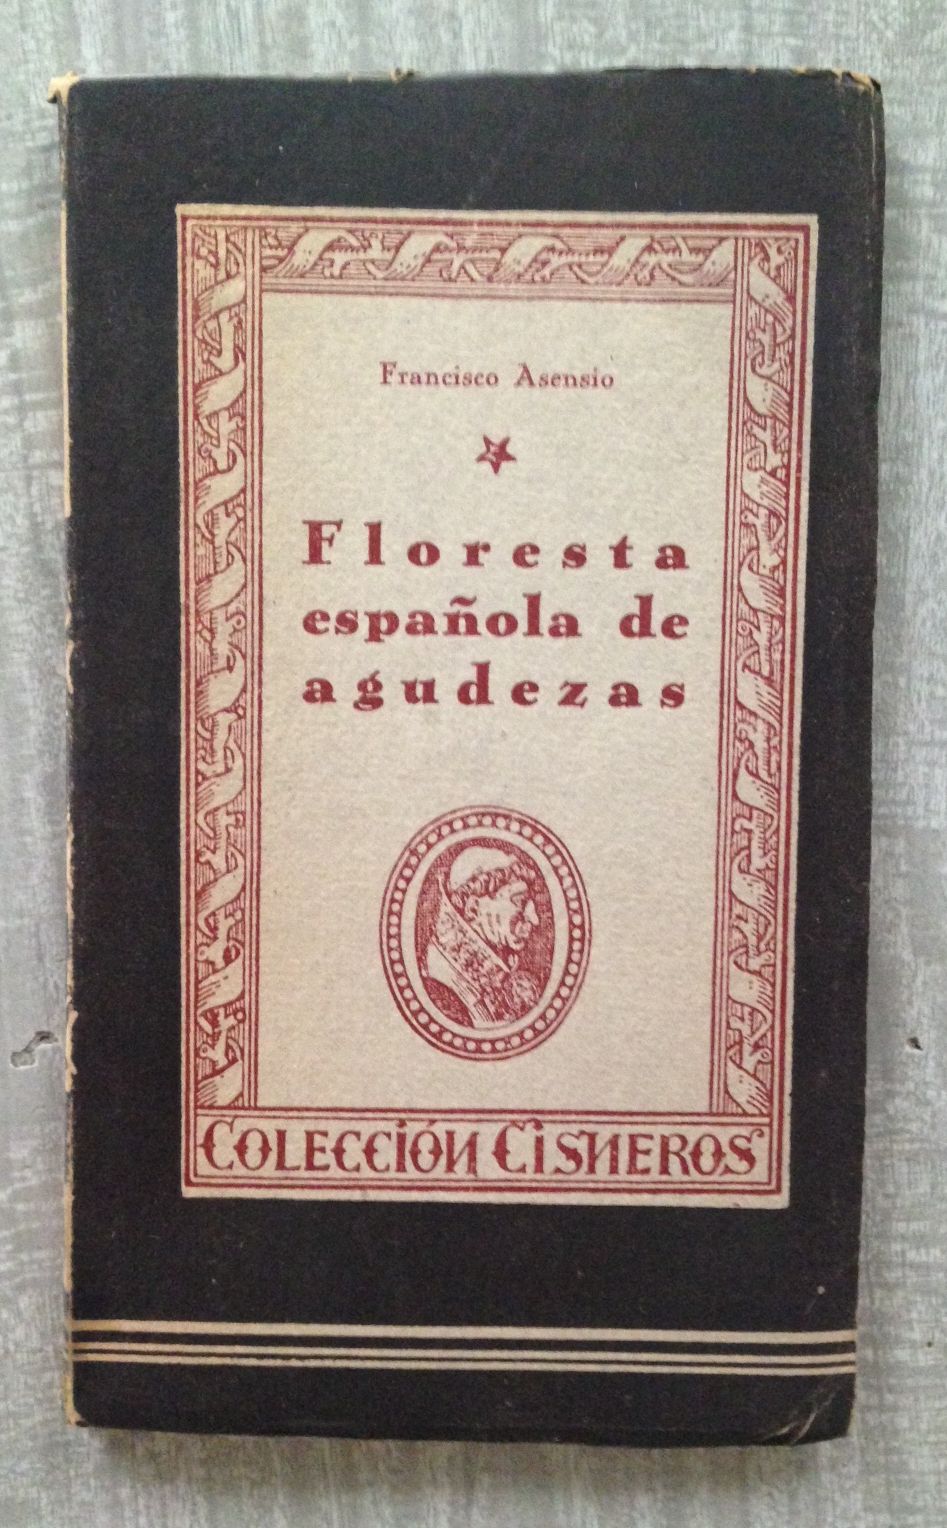 Francisco Asensio
Floresta
española de
agudezas
COLECCIÓN CISNEROS